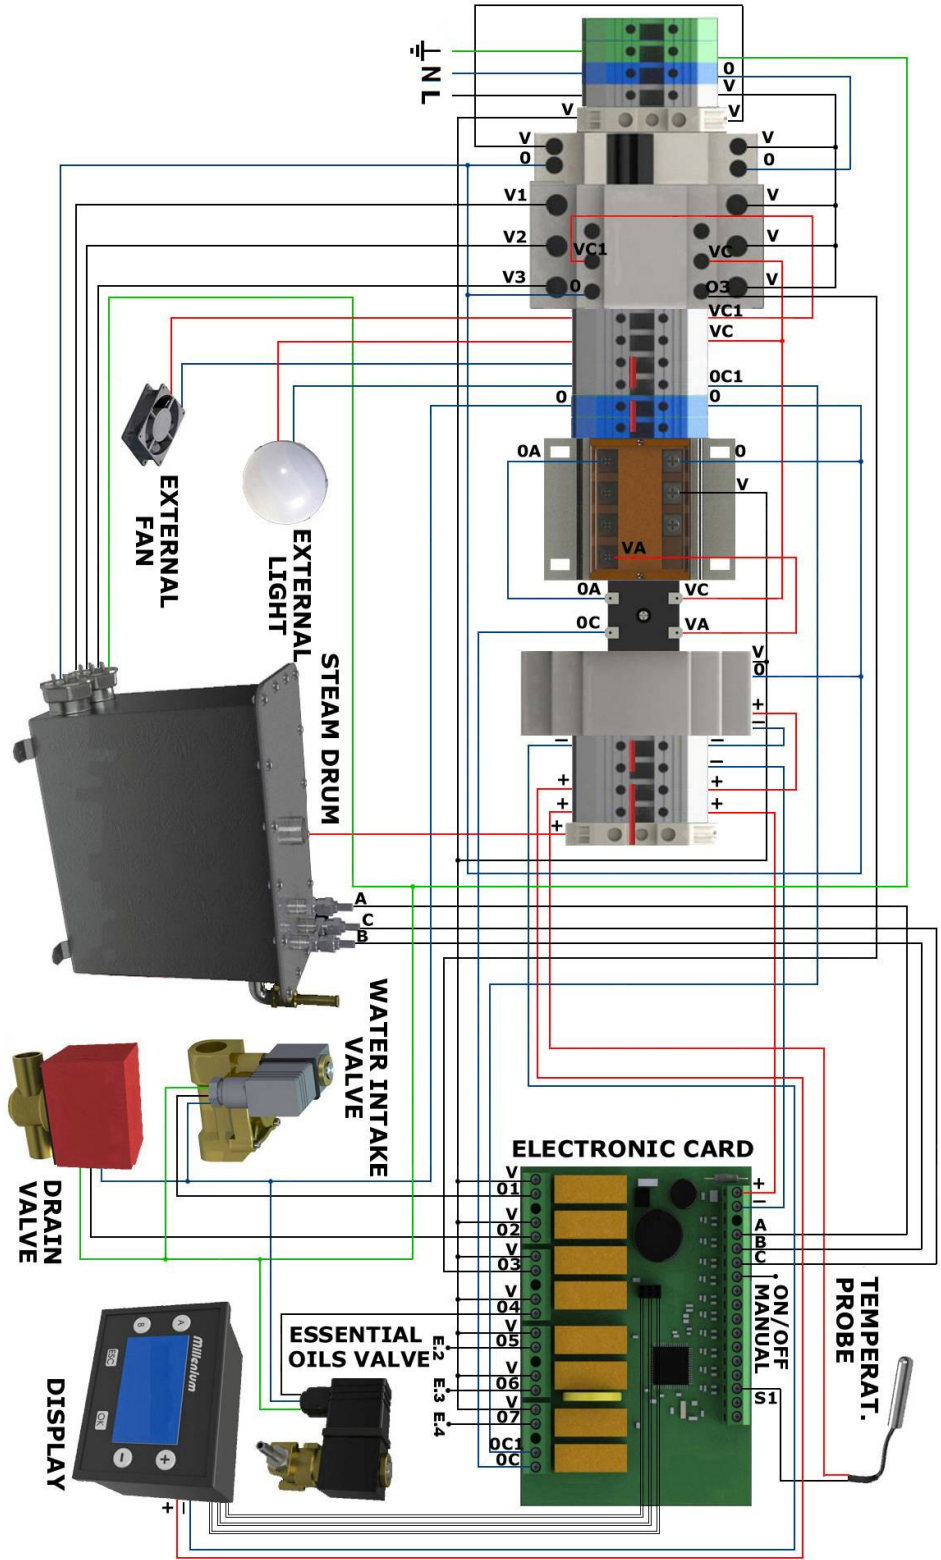 N
L
0
V
V
V
V
0
V
0
V1
V
V2
V
VC1
VC
V3
V
0
O3
VC1
VC
0C1
0
0
0A
0
V
VA
0A
VC
0C
VA
V
0
+
−
−
−
−
+
+
+
+
+
EXTERNAL
FAN
EXTERNAL
LIGHT
STEAM DRUM
A
C
B
WATER INTAKE
VALVE
DRAIN
VALVE
ELECTRONIC CARD
V
01
V
02
V
03
V
04
V
05
V
06
V
07
0C1
0C
E.2
E.3
E.4
+
−
A
B
C
ON/OFF
MANUAL
S1
TEMPERAT.
PROBE
ESSENTIAL
OILS VALVE
DISPLAY
Millenium
A
B
ESC
OK
+
−
+
−